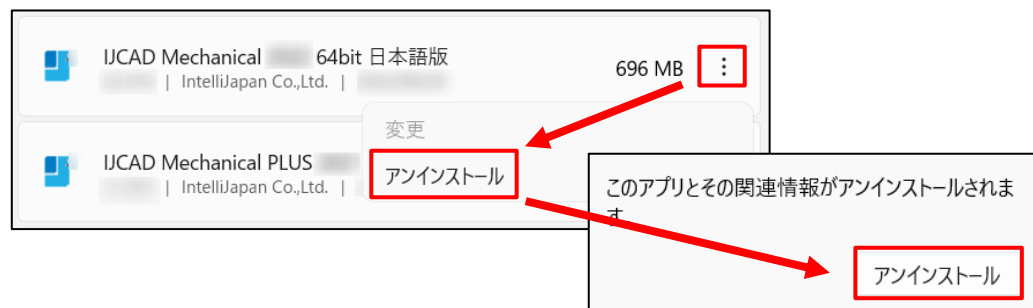 IJCAD Mechanical 64bit 日本語版
| IntelliJapan Co.,Ltd. |
696 MB
変更
アンインストール
IJCAD Mechanical PLUS
| IntelliJapan Co.,Ltd. |
このアプリとその関連情報がアンインストールされま
す
アンインストール